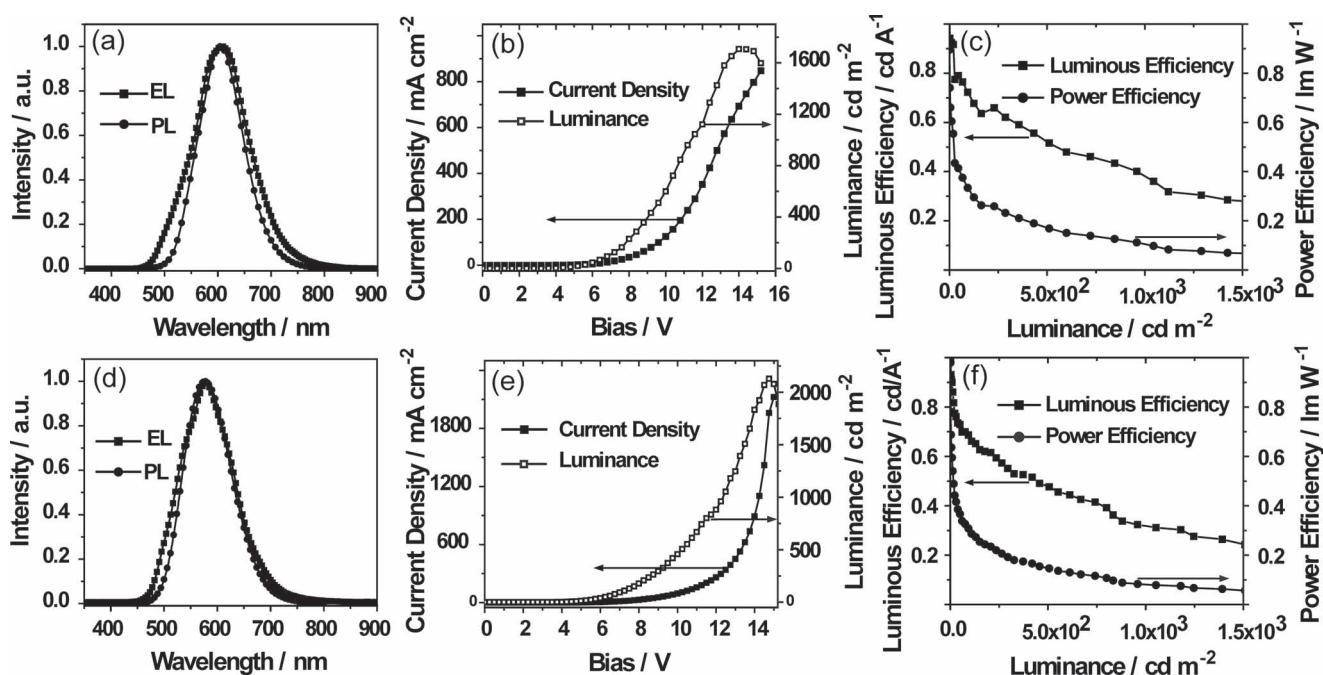 (a)
Intensity / a.u.
1.0
0.8
0.6
0.4
0.2
0.0
EL
PL
400 500 600 700 800 900
Wavelength / nm
(b)
Current Density / mA cm⁻²
800
600
400
200
0
Current Density
Luminance
1600
1200
800
400
0
Luminance / cd m⁻²
0 2 4 6 8 10 12 14 16
Bias / V
(c)
Luminous Efficiency / cd A⁻¹
0.8
0.6
0.4
0.2
Luminous Efficiency
Power Efficiency
0.8
0.6
0.4
0.2
0.0
Power Efficiency / lm W⁻¹
0.0 5.0x10² 1.0x10³ 1.5x10³
Luminance / cd m⁻²
(d)
Intensity / a.u.
1.0
0.8
0.6
0.4
0.2
0.0
EL
PL
400 500 600 700 800 900
Wavelength / nm
(e)
Current Density / mA cm⁻²
1800
1200
600
0
Current Density
Luminance
2000
1500
1000
500
0
Luminance / cd m⁻²
0 2 4 6 8 10 12 14
Bias / V
(f)
Luminous Efficiency / cd/A⁻¹
0.8
0.6
0.4
0.2
Luminous Efficiency
Power Efficiency
0.8
0.6
0.4
0.2
0.0
Power Efficiency / lm W⁻¹
0.0 5.0x10² 1.0x10³ 1.5x10³
Luminance / cd m⁻²